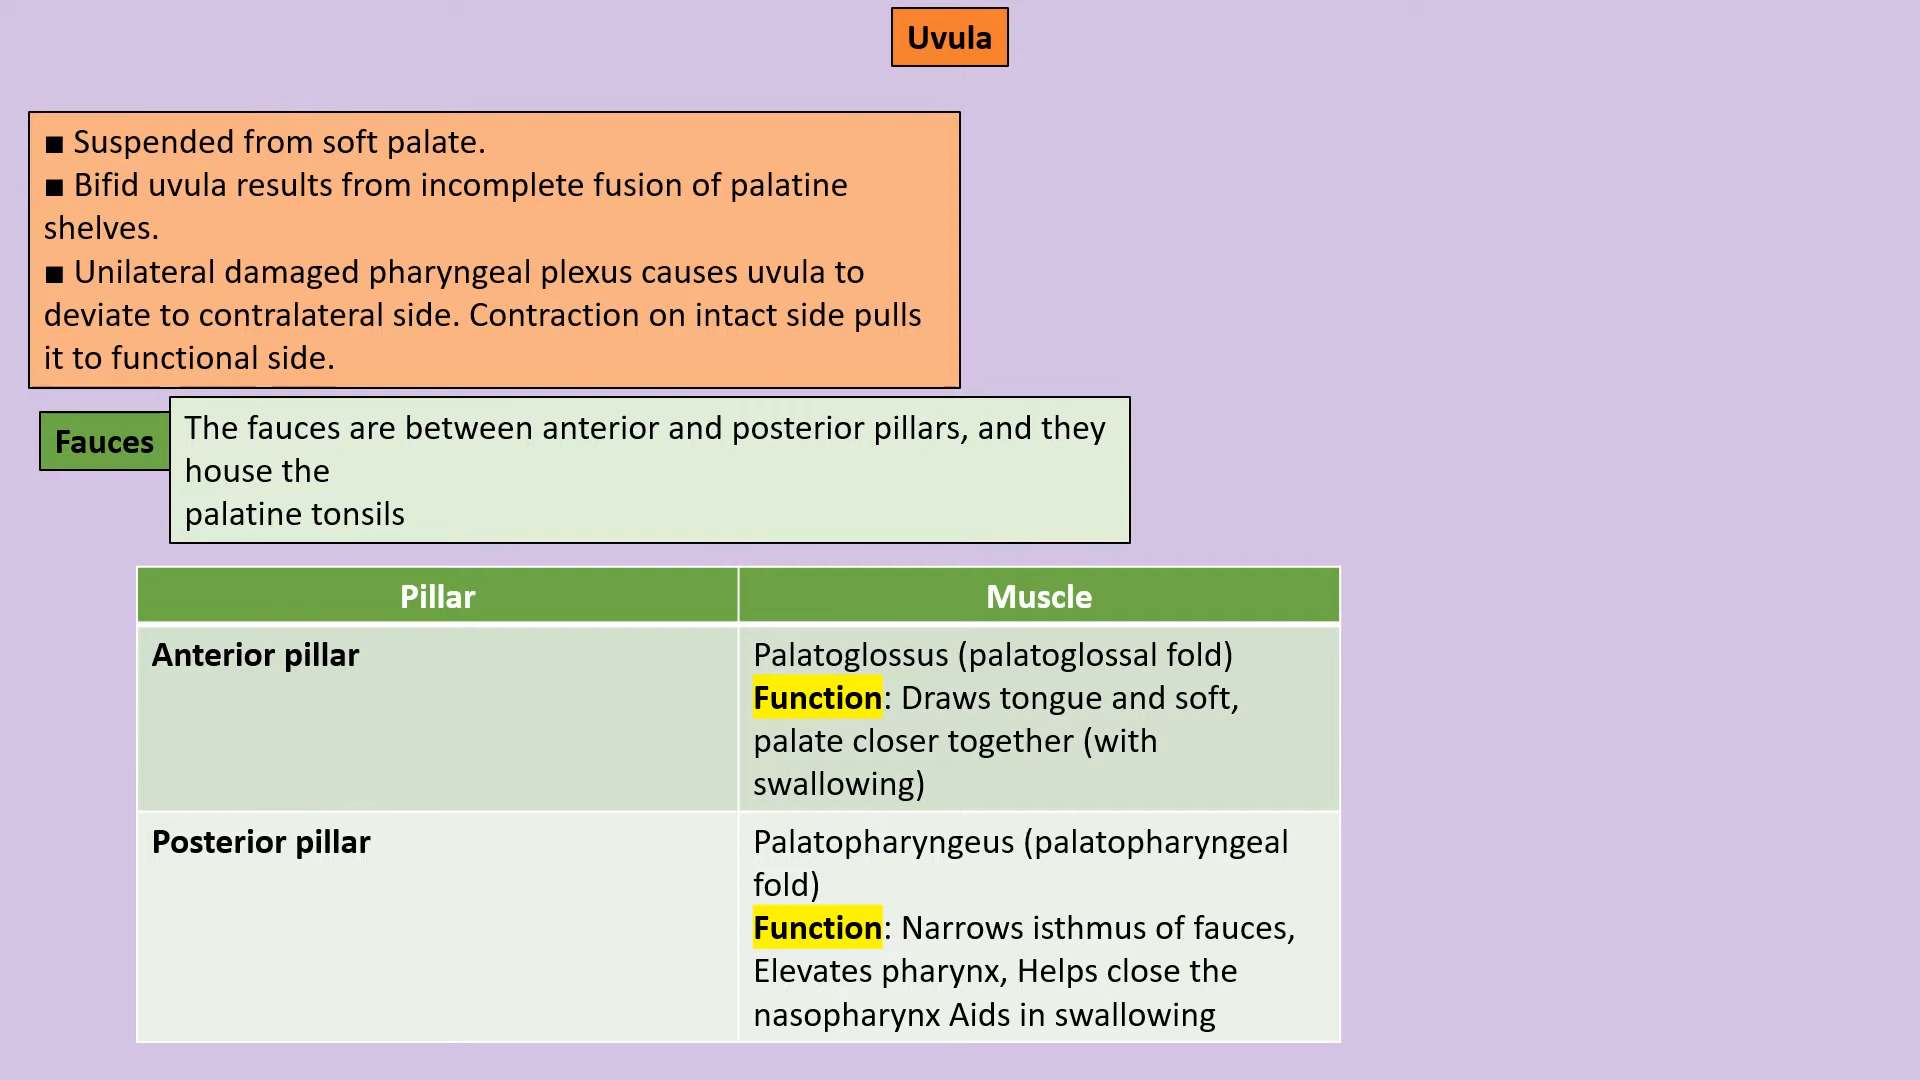 Uvula
■ Suspended from soft palate.
■ Bifid uvula results from incomplete fusion of palatine
shelves.
■ Unilateral damaged pharyngeal plexus causes uvula to
deviate to contralateral side. Contraction on intact side pulls
it to functional side.
Fauces
The fauces are between anterior and posterior pillars, and they
house the
palatine tonsils
Pillar
Muscle
Anterior pillar
Palatoglossus (palatoglossal fold)
Function: Draws tongue and soft,
palate closer together (with
swallowing)
Posterior pillar
Palatopharyngeus (palatopharyngeal
fold)
Function: Narrows isthmus of fauces,
Elevates pharynx, Helps close the
nasopharynx Aids in swallowing